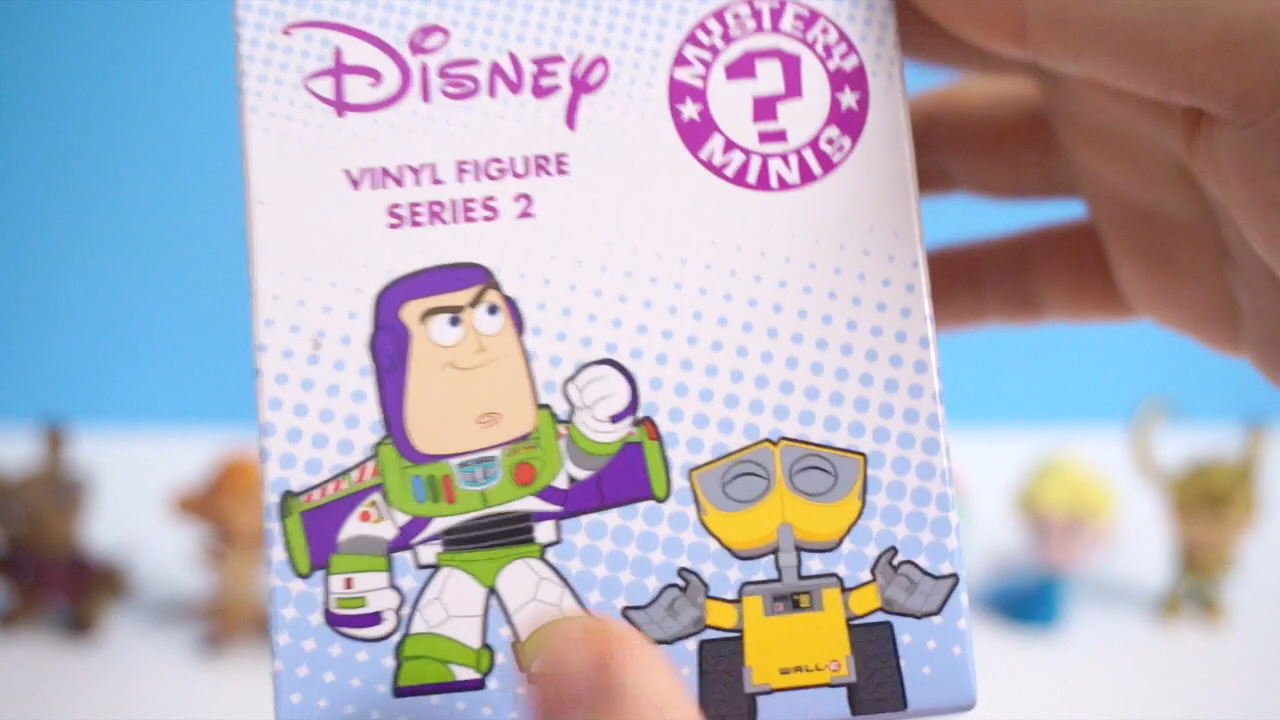 Disney
VINYL FIGURE
SERIES 2
MYSTERY
?
MINIS
WALL•E